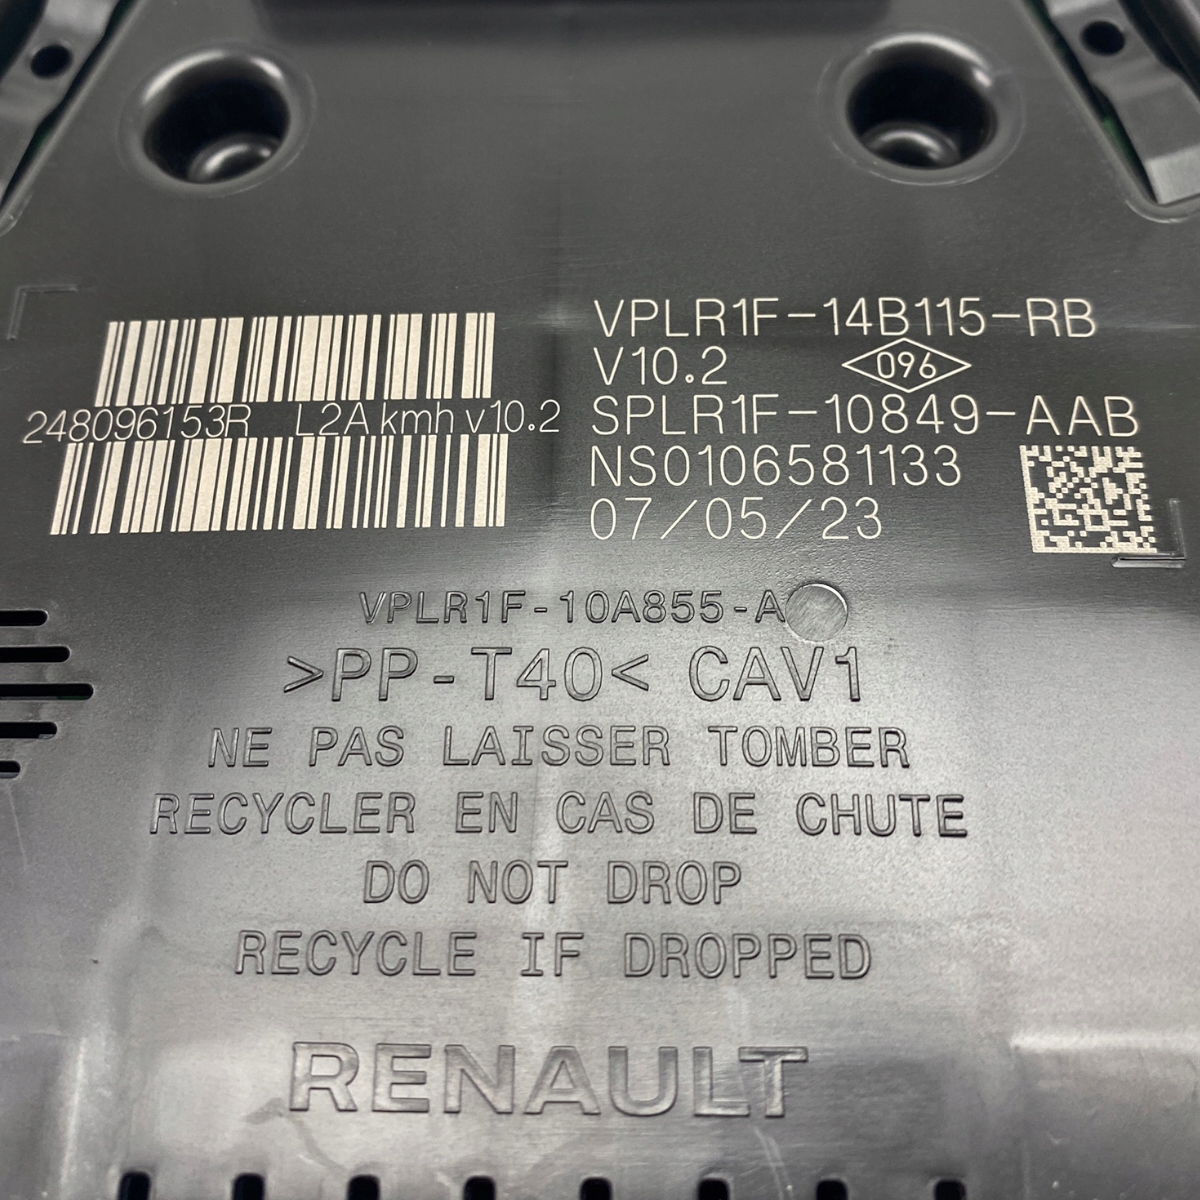 VPLR1F-14B115-RB
V10.2 096
248096153R L2A kmh v10.2
SPLR1F-10849-AAB
NS0106581133
07/05/23
VPLR1F-10A855-A
>PP-T40< CAV1
NE PAS LAISSER TOMBER
RECYCLER EN CAS DE CHUTE
DO NOT DROP
RECYCLE IF DROPPED
RENAULT